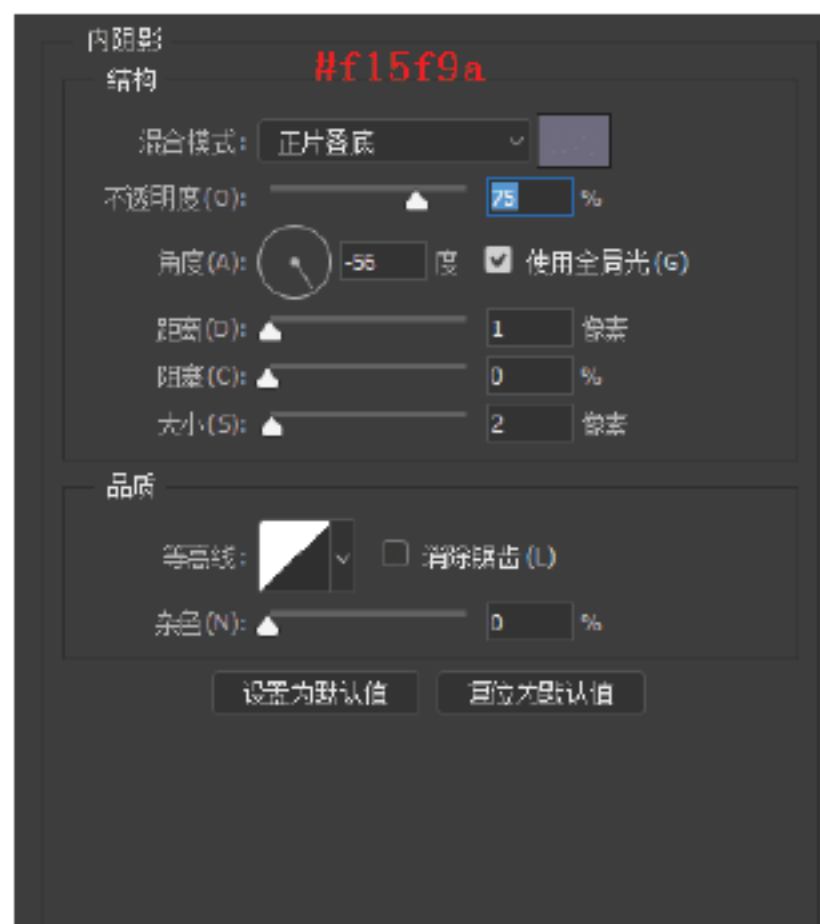 内阴影
#f15f9a
结构
混合模式: 正片叠底
不透明度(O): 75 %
角度(A): -56 度 使用全局光(G)
距离(D): 1 像素
阻塞(C): 0 %
大小(S): 2 像素
品质
等高线: 消除锯齿(L)
杂色(N): 0 %
设置为默认值 复位为默认值